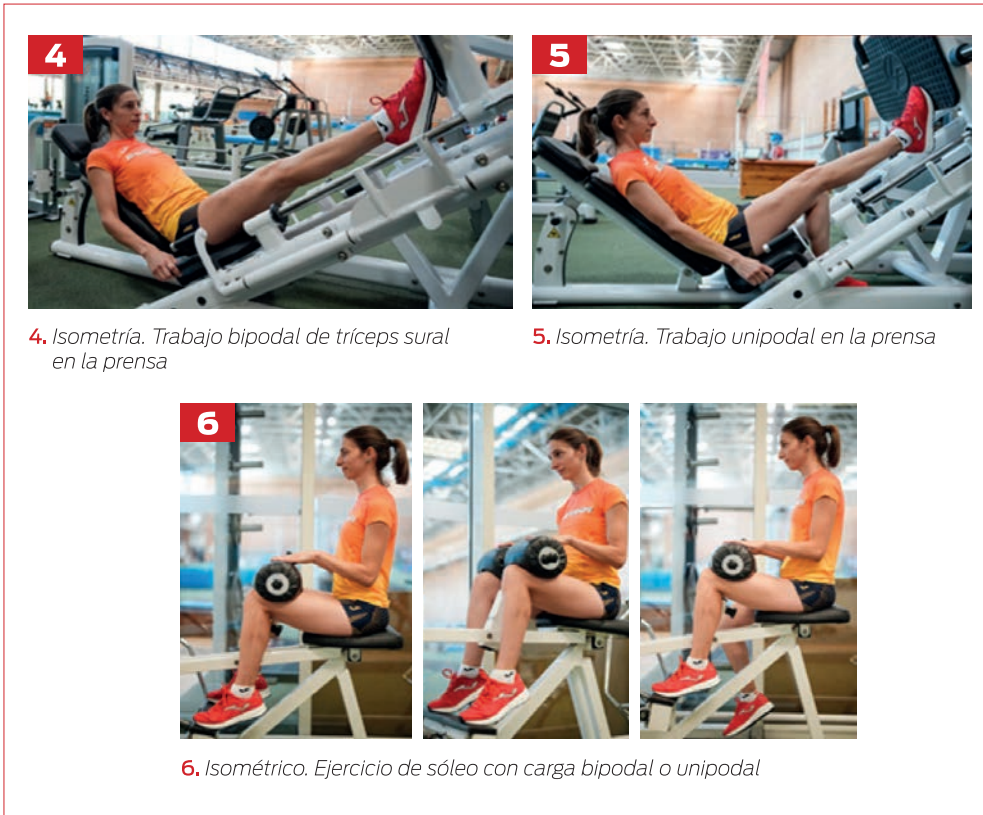 4
5
4. Isometría. Trabajo bipodal de tríceps sural
en la prensa
5. Isometría. Trabajo unipodal en la prensa
6
6. Isométrico. Ejercicio de sóleo con carga bipodal o unipodal